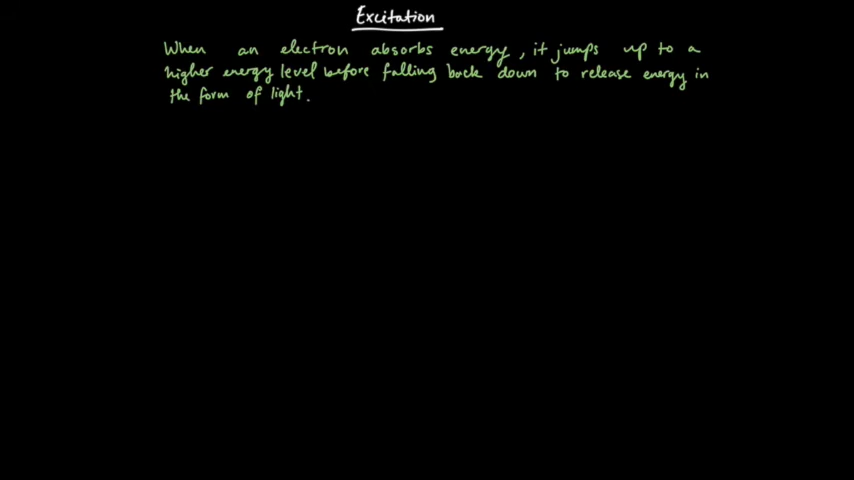 Excitation
When an electron absorbs energy, it jumps up to a
higher energy level before falling back down to release energy in
the form of light.